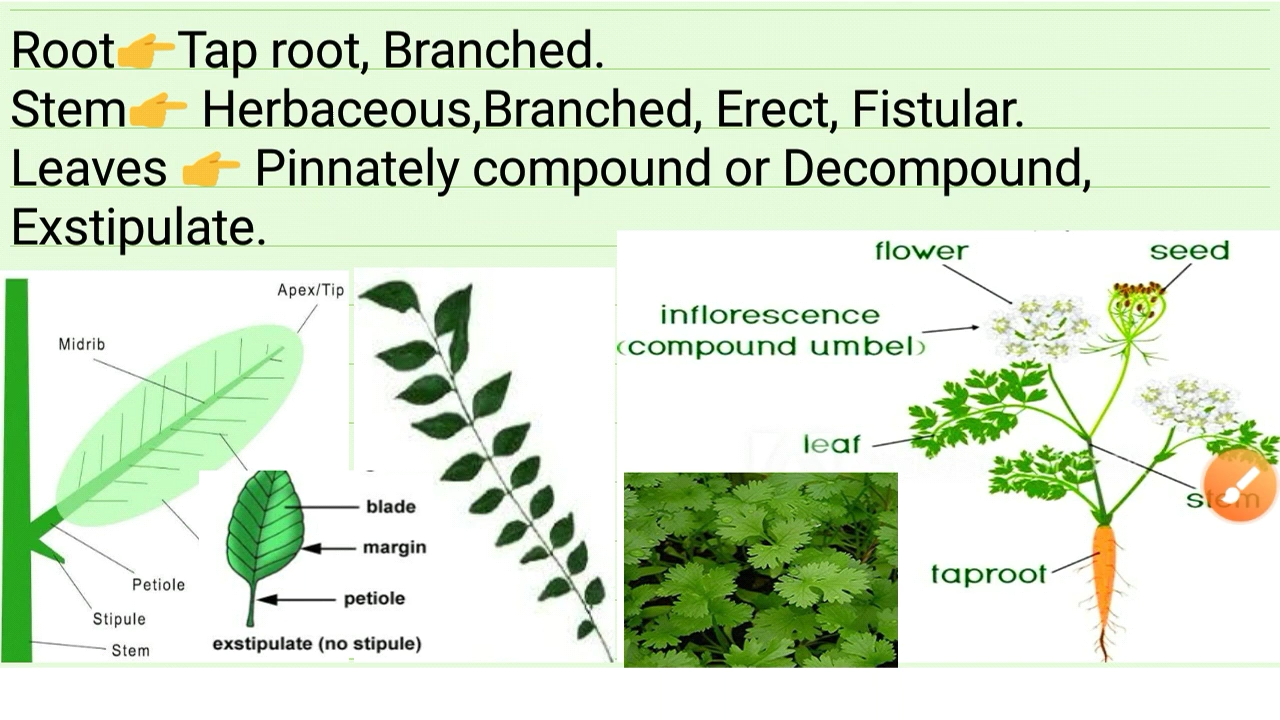 Root👉Tap root, Branched.
Stem👉 Herbaceous,Branched, Erect, Fistular.
Leaves 👉 Pinnately compound or Decompound,
Exstipulate.
Apex/Tip
Midrib
Petiole
Stipule
Stem
blade
margin
petiole
exstipulate (no stipule)
flower
seed
inflorescence
(compound umbel)
leaf
stem
taproot